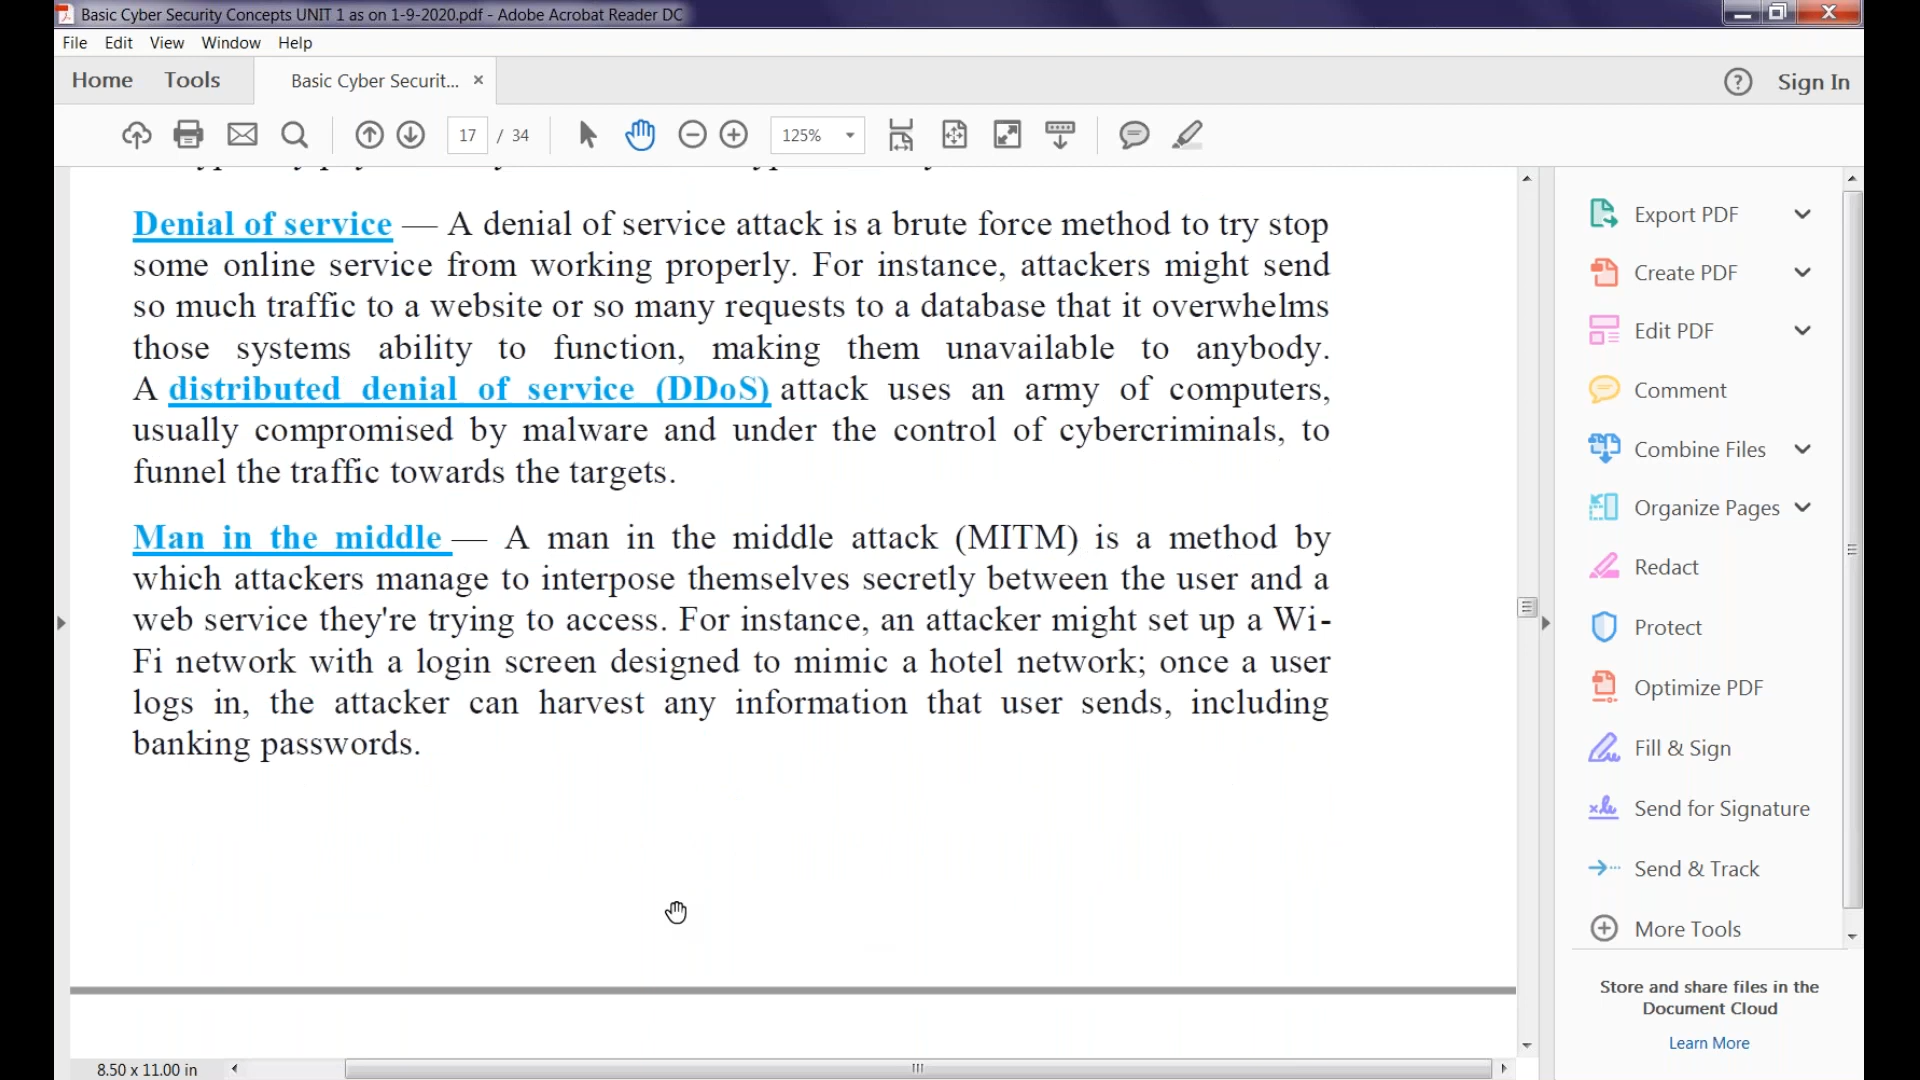 Basic Cyber Security Concepts UNIT 1 as on 1-9-2020.pdf - Adobe Acrobat Reader DC
File Edit View Window Help
Home Tools Basic Cyber Securit... × ? Sign In
17 / 34 125%
Denial of service — A denial of service attack is a brute force method to try stop
some online service from working properly. For instance, attackers might send
so much traffic to a website or so many requests to a database that it overwhelms
those systems ability to function, making them unavailable to anybody.
A distributed denial of service (DDoS) attack uses an army of computers,
usually compromised by malware and under the control of cybercriminals, to
funnel the traffic towards the targets.
Man in the middle — A man in the middle attack (MITM) is a method by
which attackers manage to interpose themselves secretly between the user and a
web service they're trying to access. For instance, an attacker might set up a Wi-
Fi network with a login screen designed to mimic a hotel network; once a user
logs in, the attacker can harvest any information that user sends, including
banking passwords.
Export PDF
Create PDF
Edit PDF
Comment
Combine Files
Organize Pages
Redact
Protect
Optimize PDF
Fill & Sign
Send for Signature
Send & Track
More Tools
Store and share files in the
Document Cloud
Learn More
8.50 x 11.00 in